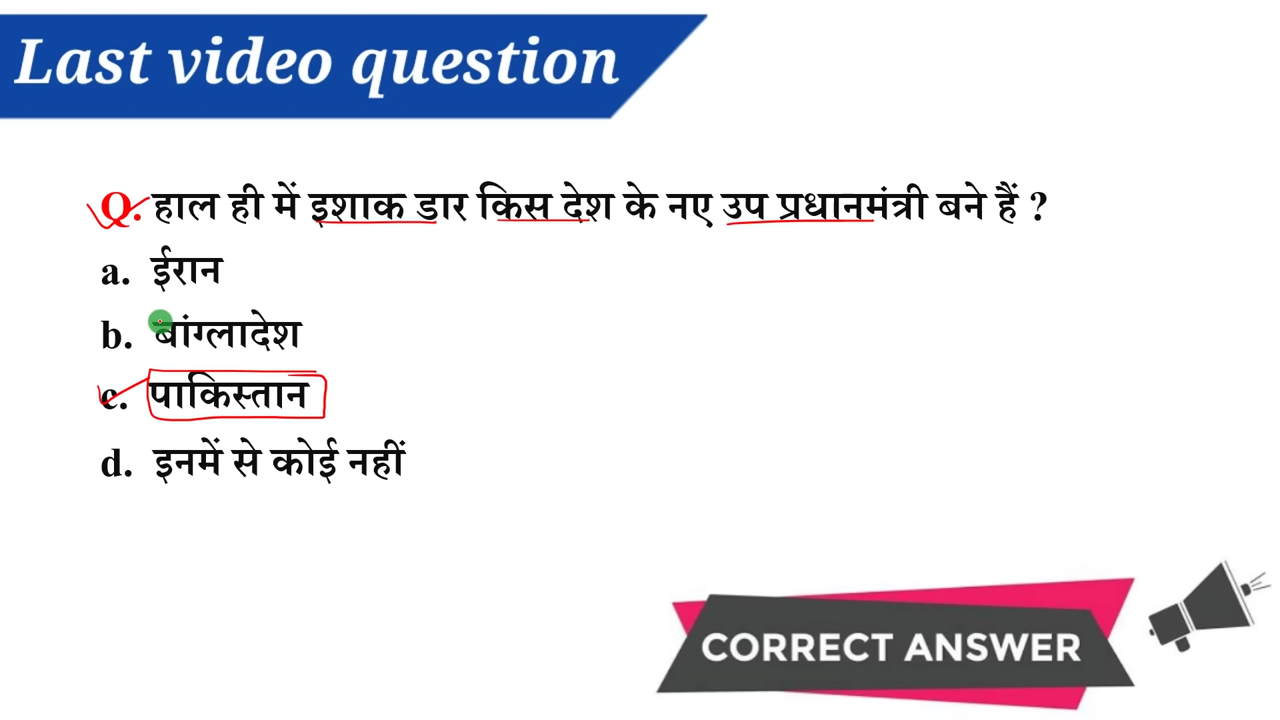 Last video question
Q. हाल ही में इशाक डार किस देश के नए उप प्रधानमंत्री बने हैं ?
a. ईरान
b. बांग्लादेश
c. पाकिस्तान
d. इनमें से कोई नहीं
CORRECT ANSWER